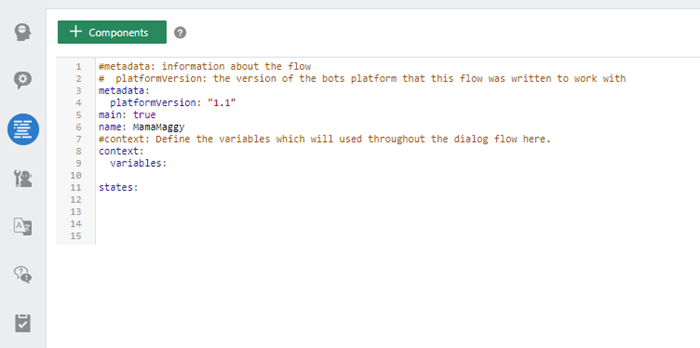 + Components ?
1 #metadata: information about the flow
2 #  platformVersion: the version of the bots platform that this flow was written to work with
3 metadata:
4   platformVersion: "1.1"
5 main: true
6 name: MamaMaggy
7 #context: Define the variables which will used throughout the dialog flow here.
8 context:
9   variables:
10
11 states:
12
13
14
15